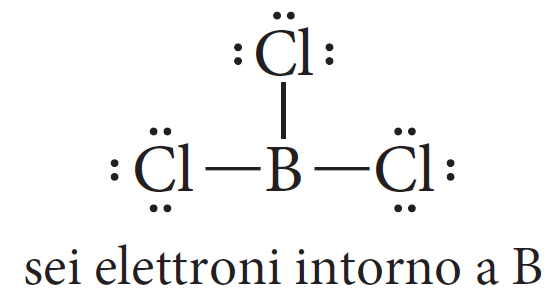 Cl
Cl — B — Cl
sei elettroni intorno a B